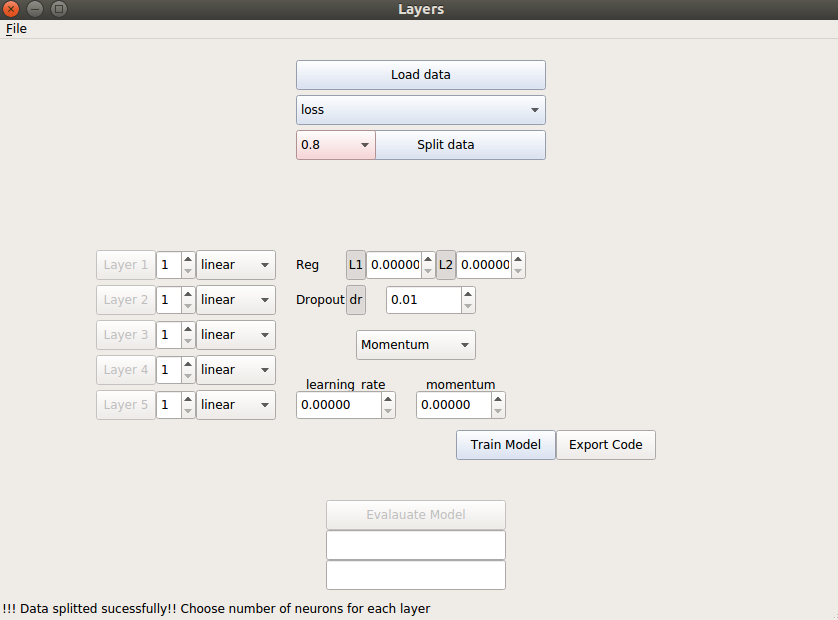 Layers
File
Load data
loss
0.8 Split data
Layer 1 1 linear Reg L1 0.00000 L2 0.00000
Layer 2 1 linear Dropout dr 0.01
Layer 3 1 linear Momentum
Layer 4 1 linear
learning_rate momentum
Layer 5 1 linear 0.00000 0.00000
Train Model Export Code
Evalauate Model
!!! Data splitted sucessfully!! Choose number of neurons for each layer